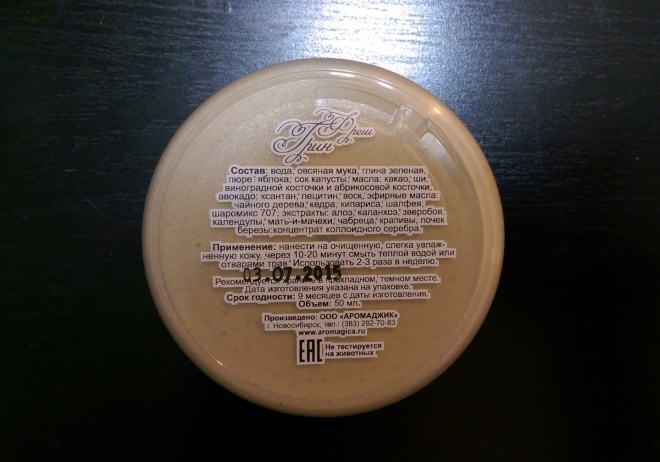 Грин Фреш
Состав: вода, овсяная мука, глина зеленая,
пюре яблока, сок капусты, масла: какао, ши,
виноградной косточки и абрикосовой косточки,
авокадо; ксантан, лецитин, воск, эфирные масла:
чайного дерева, кедра, кипариса, шалфея,
шаромикс 707; экстракты: алоэ, каланхоэ, зверобоя,
календулы, мать-и-мачехи, чабреца, крапивы, почек
березы; концентрат коллоидного серебра.
Применение: нанести на очищенную, слегка увлаж-
ненную кожу, через 10-20 минут смыть теплой водой или
отварами трав. Использовать 2-3 раза в неделю.
03.07.2015
Рекомендуется хранить в прохладном, темном месте.
Дата изготовления указана на упаковке.
Срок годности: 9 месяцев с даты изготовления.
Объем: 50 мл.
Произведено: ООО «АРОМАДЖИК»
г. Новосибирск, тел.: (383) 292-70-83
www.aromagica.ru
EAC Не тестируется
на животных